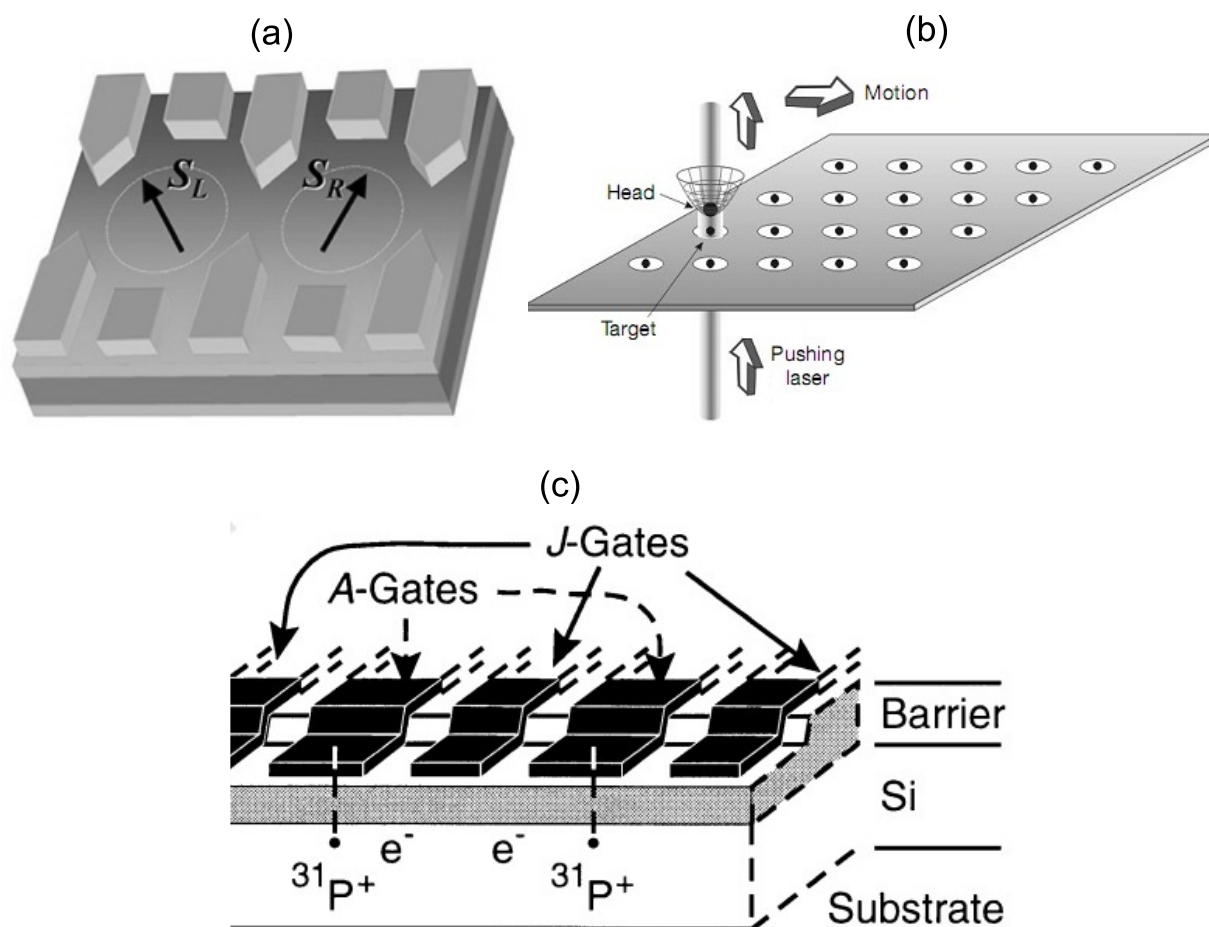 (a)
S_L
S_R
(b)
Motion
Head
Target
Pushing
laser
(c)
J-Gates
A-Gates
Barrier
Si
e⁻
e⁻
³¹P⁺
³¹P⁺
Substrate